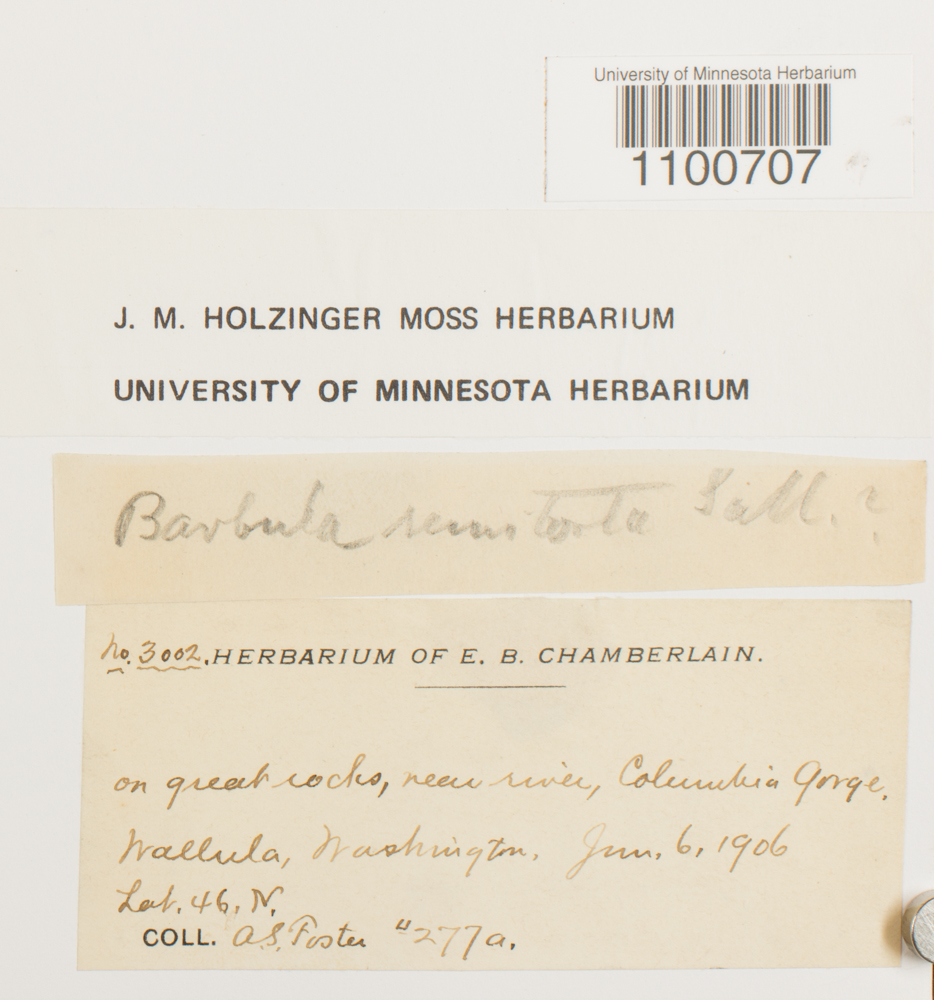 University of Minnesota Herbarium
1100707
J. M. HOLZINGER MOSS HERBARIUM
UNIVERSITY OF MINNESOTA HERBARIUM
Barbula semitorta Sull. ?
No. 3002. HERBARIUM OF E. B. CHAMBERLAIN.
on great rocks, near river, Columbia Gorge,
Wallula, Washington. Jun. 6, 1906
Lat. 46, N.
COLL. A.S. Foster "277a.